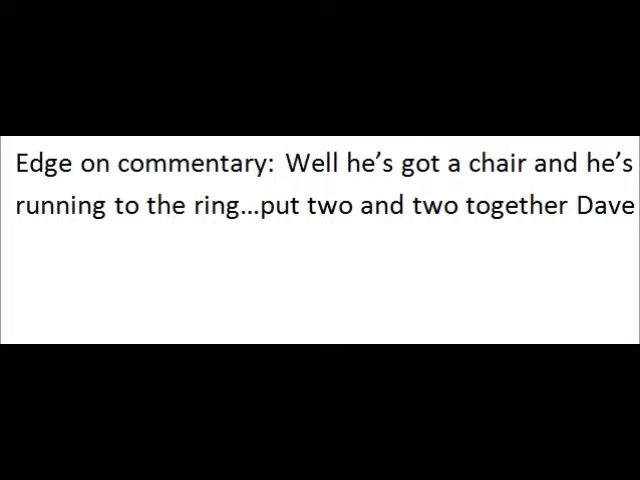 Edge on commentary: Well he’s got a chair and he’s
running to the ring…put two and two together Dave